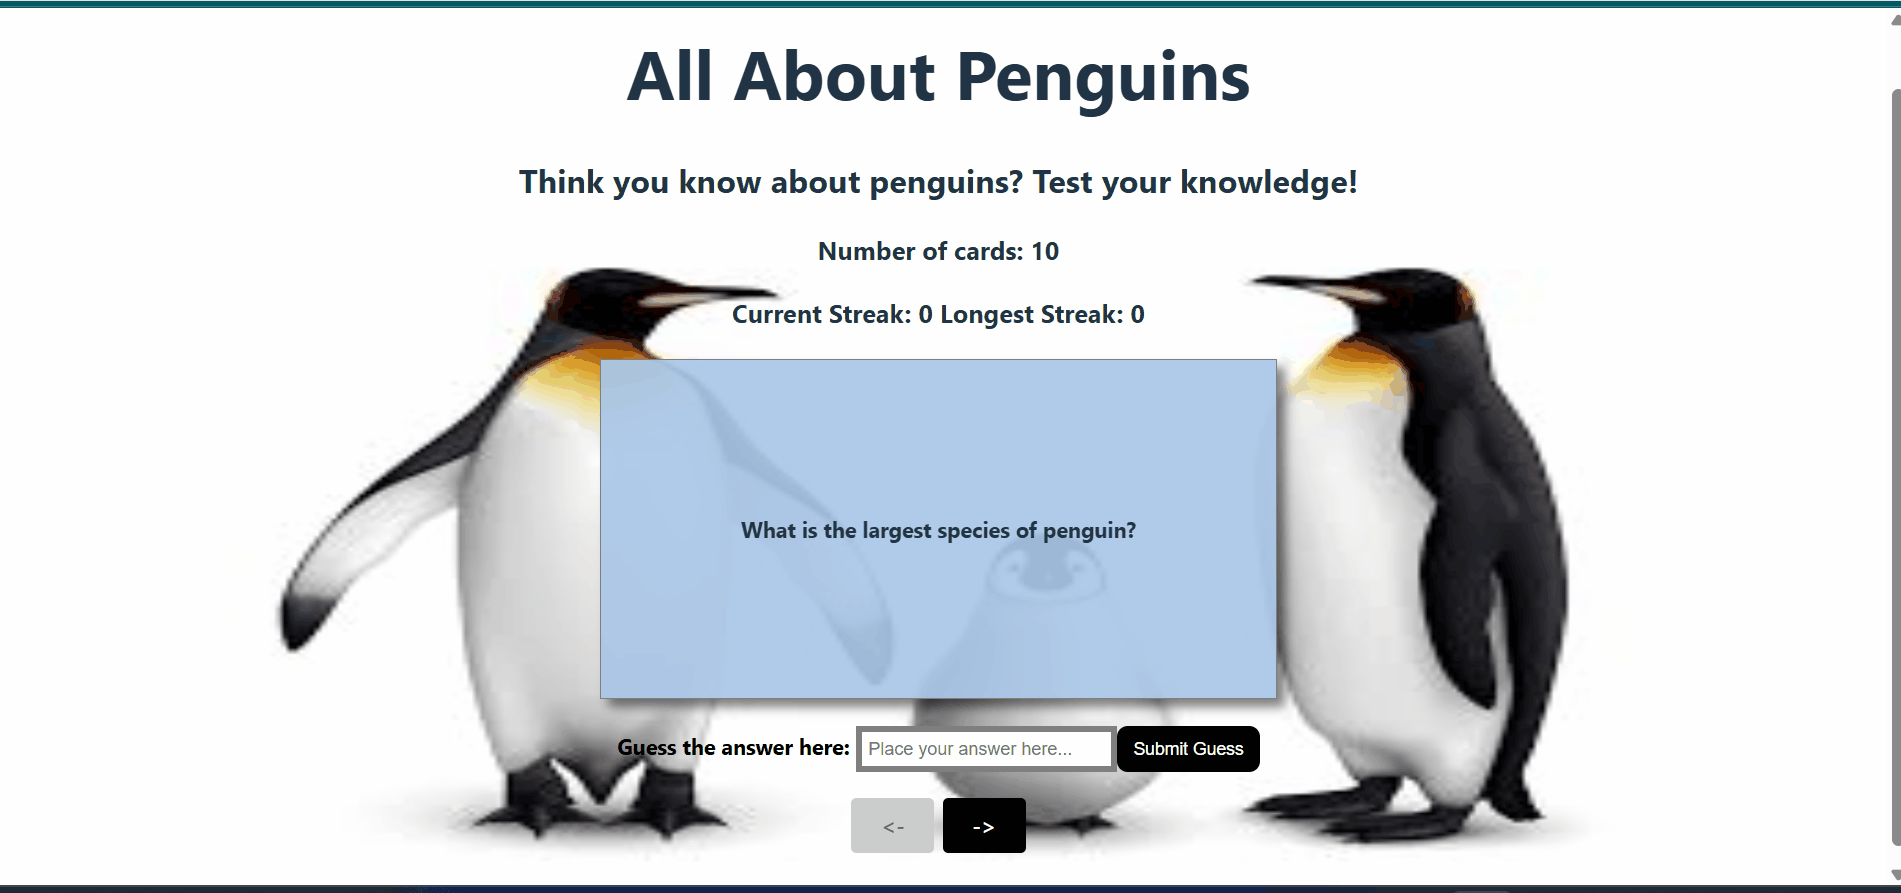 All About Penguins
Think you know about penguins? Test your knowledge!
Number of cards: 10
Current Streak: 0 Longest Streak: 0
What is the largest species of penguin?
Guess the answer here: Place your answer here... Submit Guess
<- ->